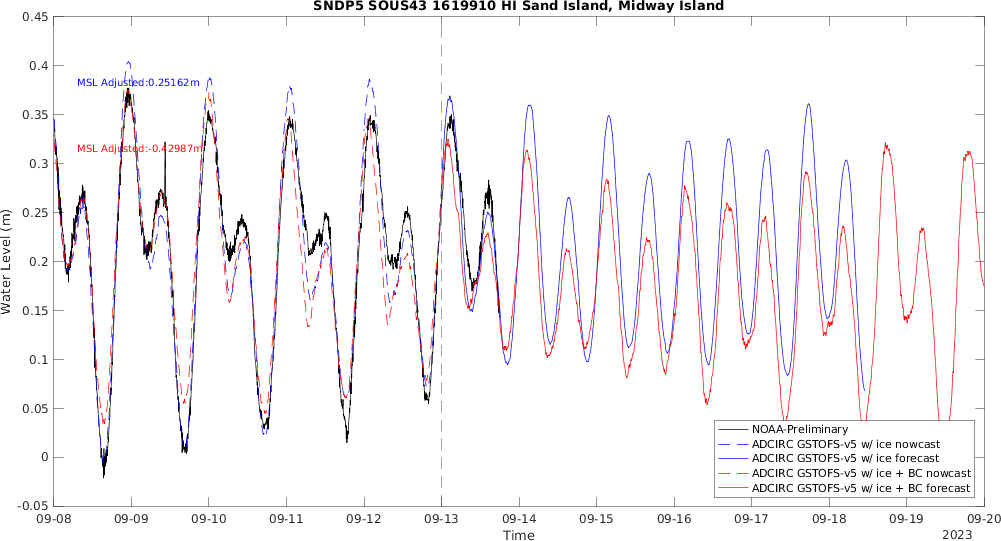 SNDP5 SOUS43 1619910 HI Sand Island, Midway Island
Water Level (m)
0.45
0.4
0.35
0.3
0.25
0.2
0.15
0.1
0.05
0
-0.05
MSL Adjusted:0.25162m
MSL Adjusted:-0.42987m
NOAA-Preliminary
ADCIRC GSTOFS-v5 w/ ice nowcast
ADCIRC GSTOFS-v5 w/ ice forecast
ADCIRC GSTOFS-v5 w/ ice + BC nowcast
ADCIRC GSTOFS-v5 w/ ice + BC forecast
09-08 09-09 09-10 09-11 09-12 09-13 09-14 09-15 09-16 09-17 09-18 09-19 09-20
Time
2023